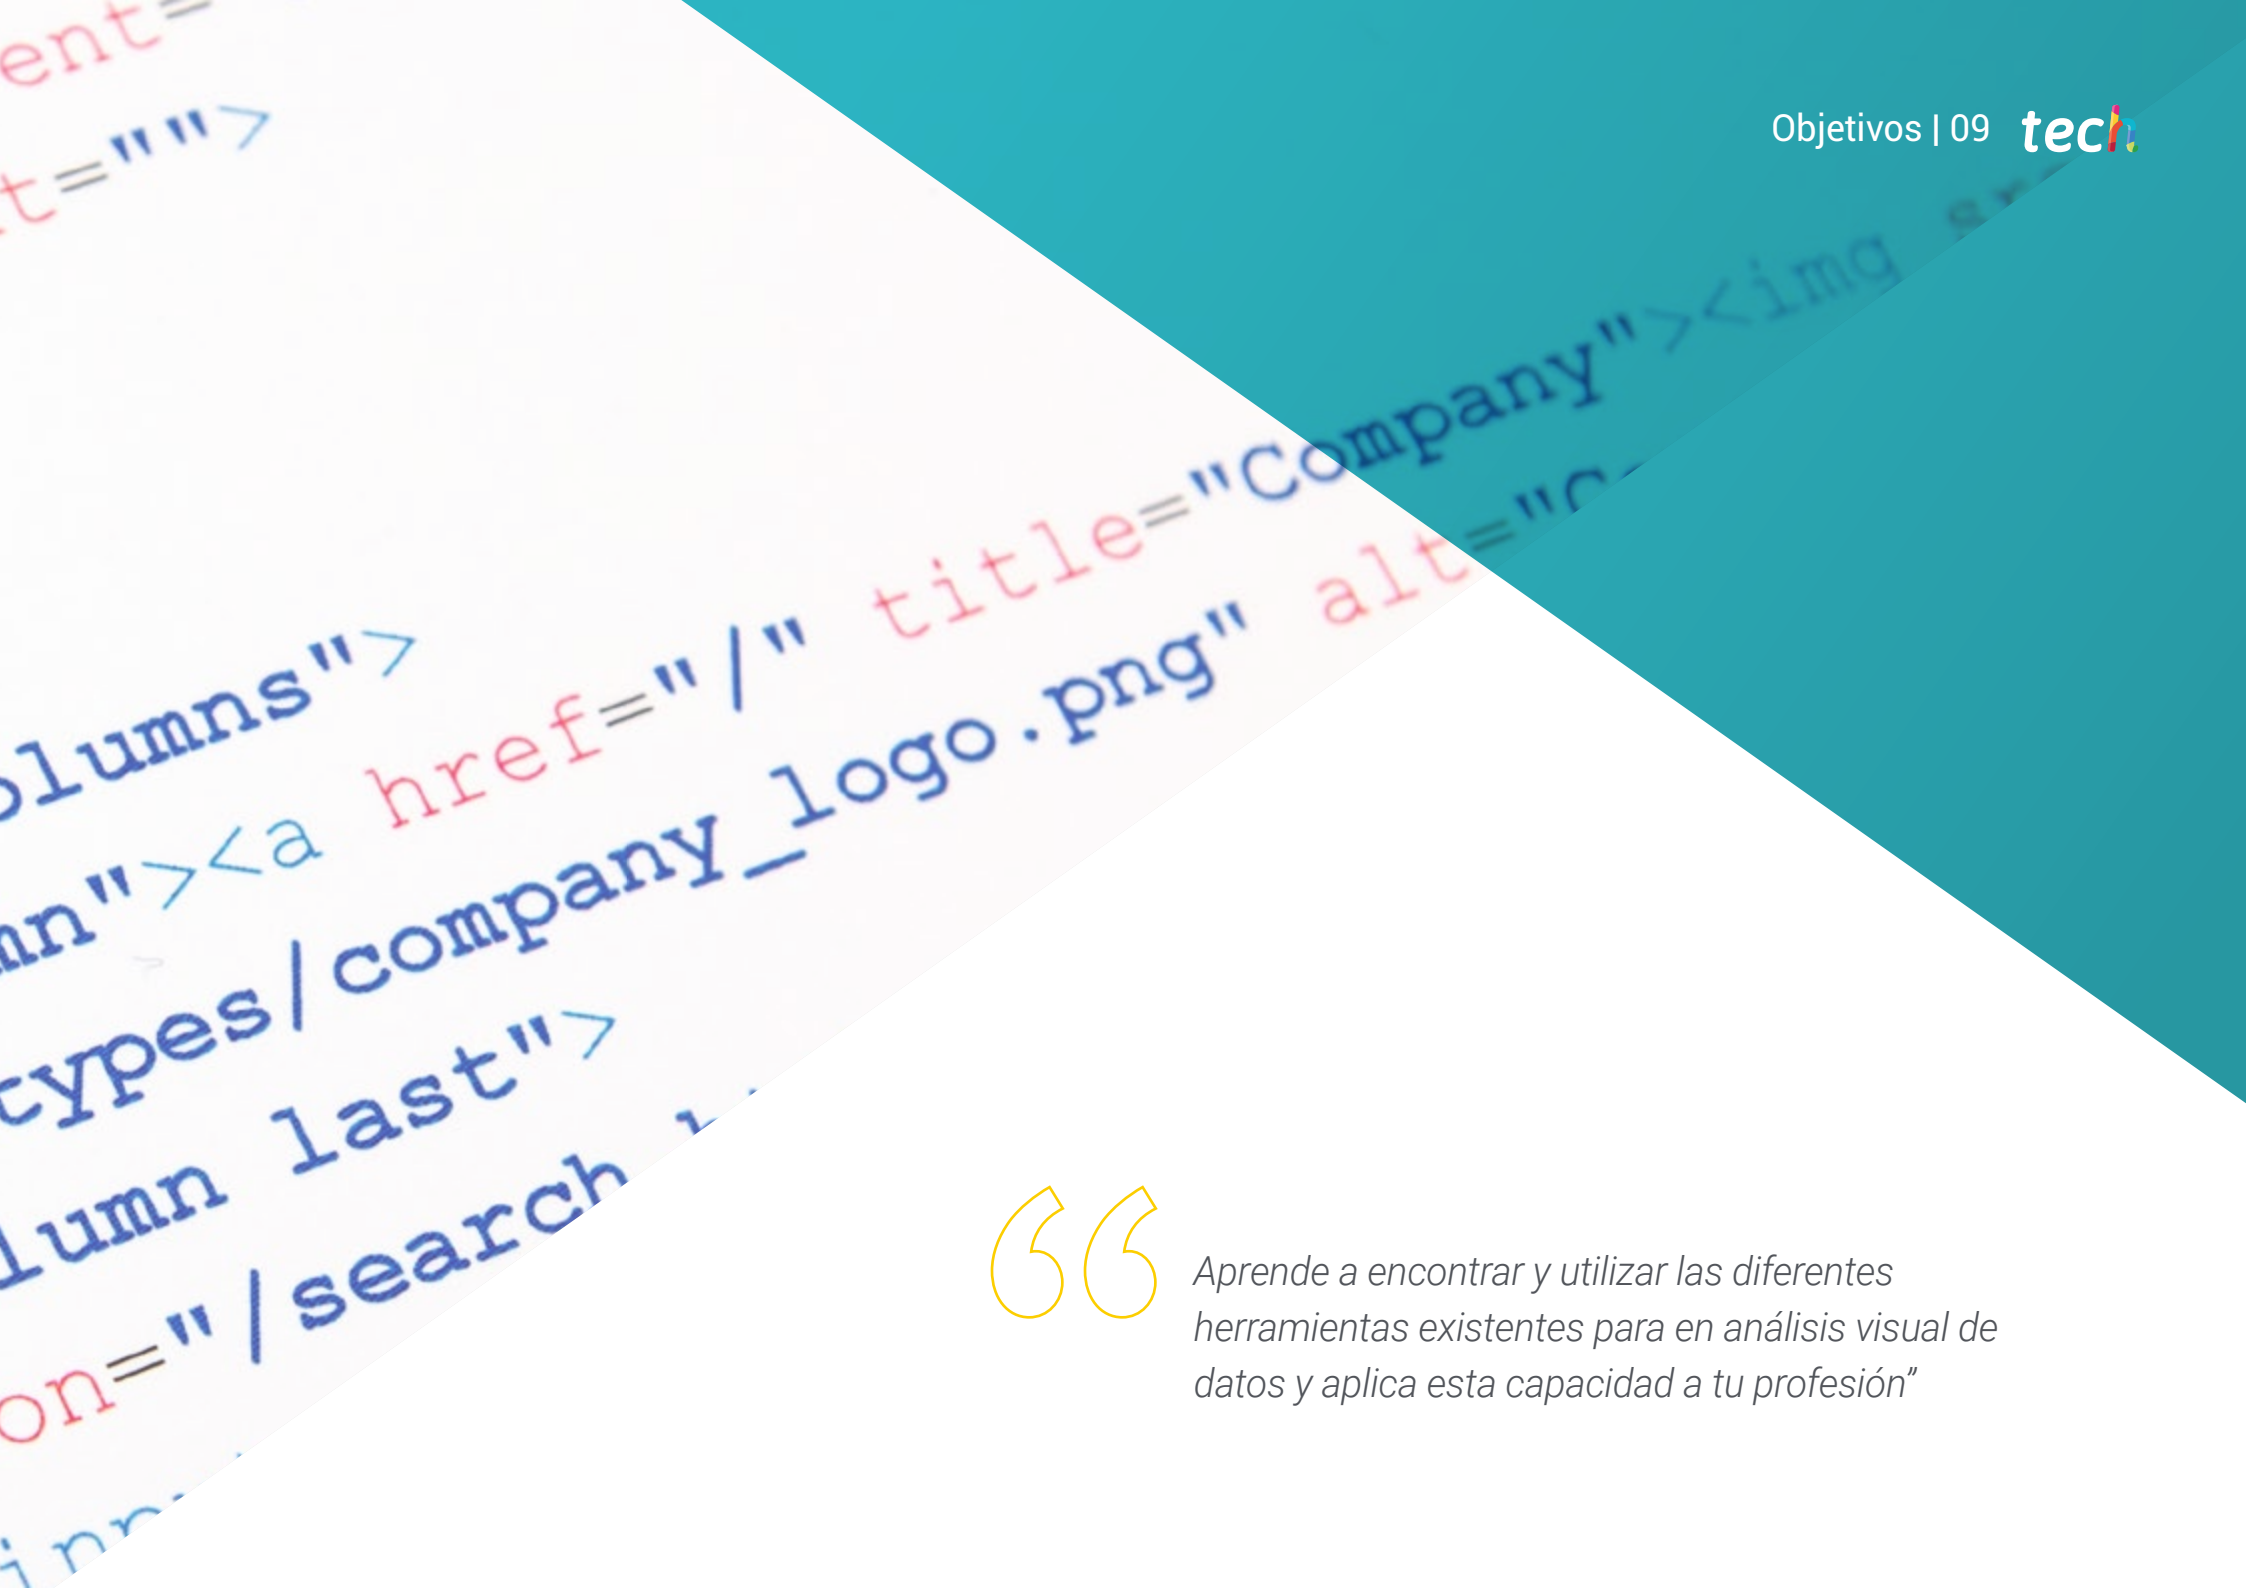 ent=
t="">
Objetivos | 09 tech
olumns">
mn"><a href="/" title="Company"><img
types/company_logo.png" alt="C
lumn last">
on="/search
Aprende a encontrar y utilizar las diferentes
herramientas existentes para en análisis visual de
datos y aplica esta capacidad a tu profesión”